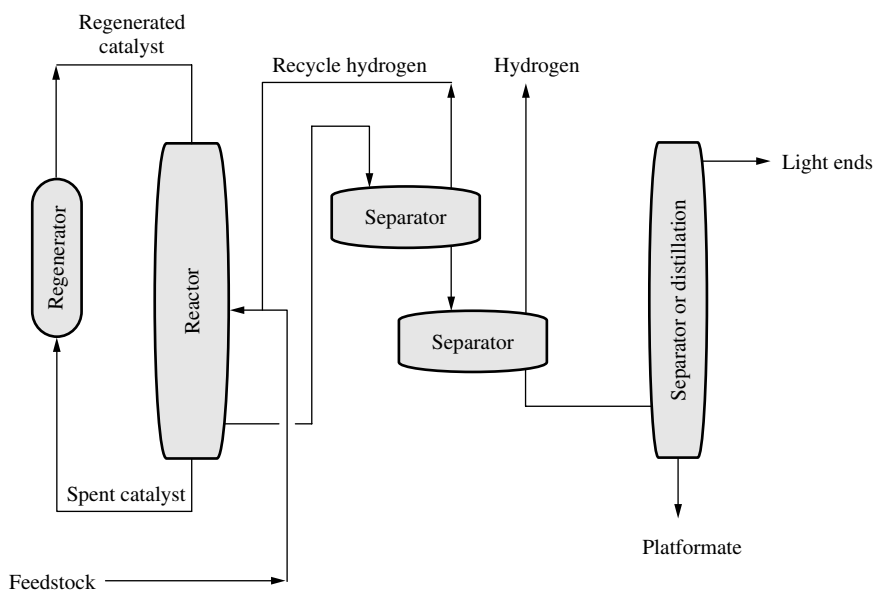 Regenerated
catalyst
Recycle hydrogen
Hydrogen
Light ends
Separator
Regenerator
Reactor
Separator or distillation
Separator
Spent catalyst
Platformate
Feedstock